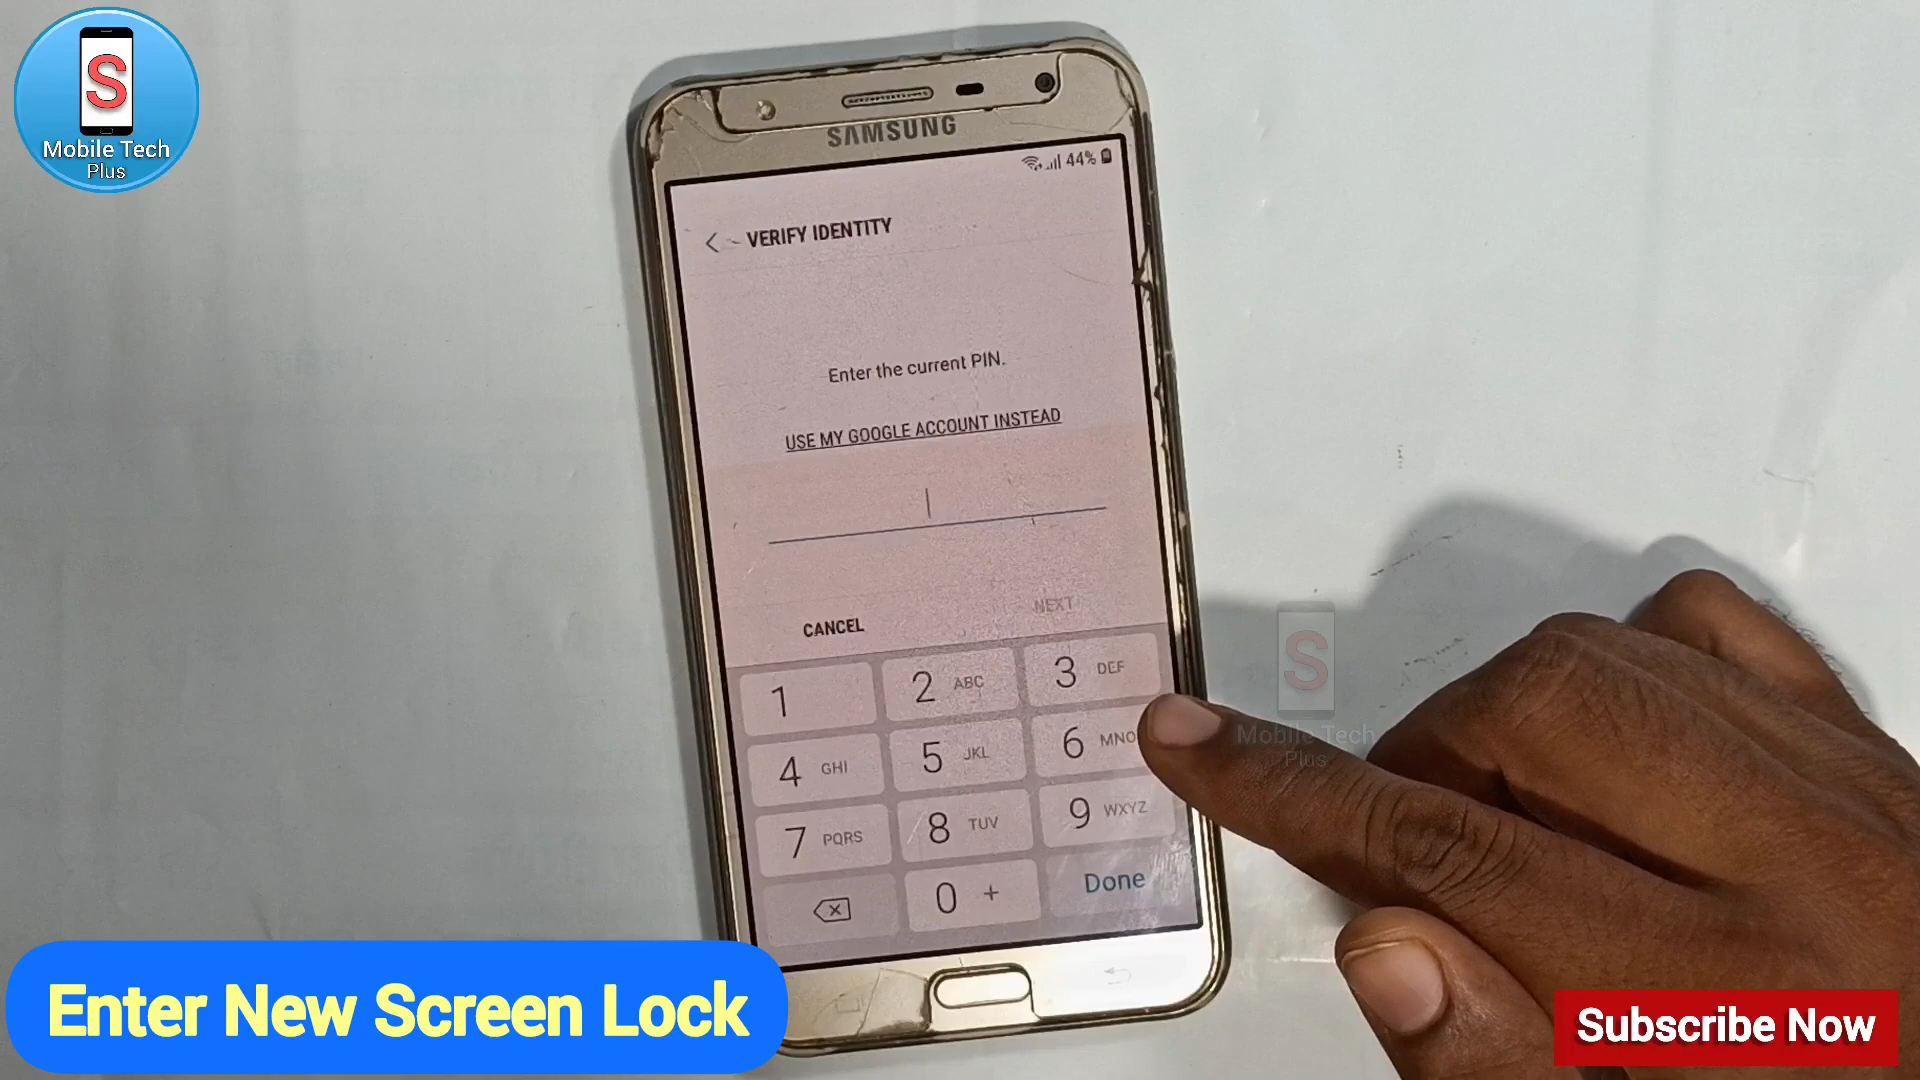 S
Mobile Tech
Plus
SAMSUNG
44%
VERIFY IDENTITY
Enter the current PIN.
USE MY GOOGLE ACCOUNT INSTEAD
CANCEL
NEXT
1
2 ABC
3 DEF
4 GHI
5 JKL
6 MNO
7 PQRS
8 TUV
9 WXYZ
0 +
Done
S
Mobile Tech
Plus
Enter New Screen Lock
Subscribe Now